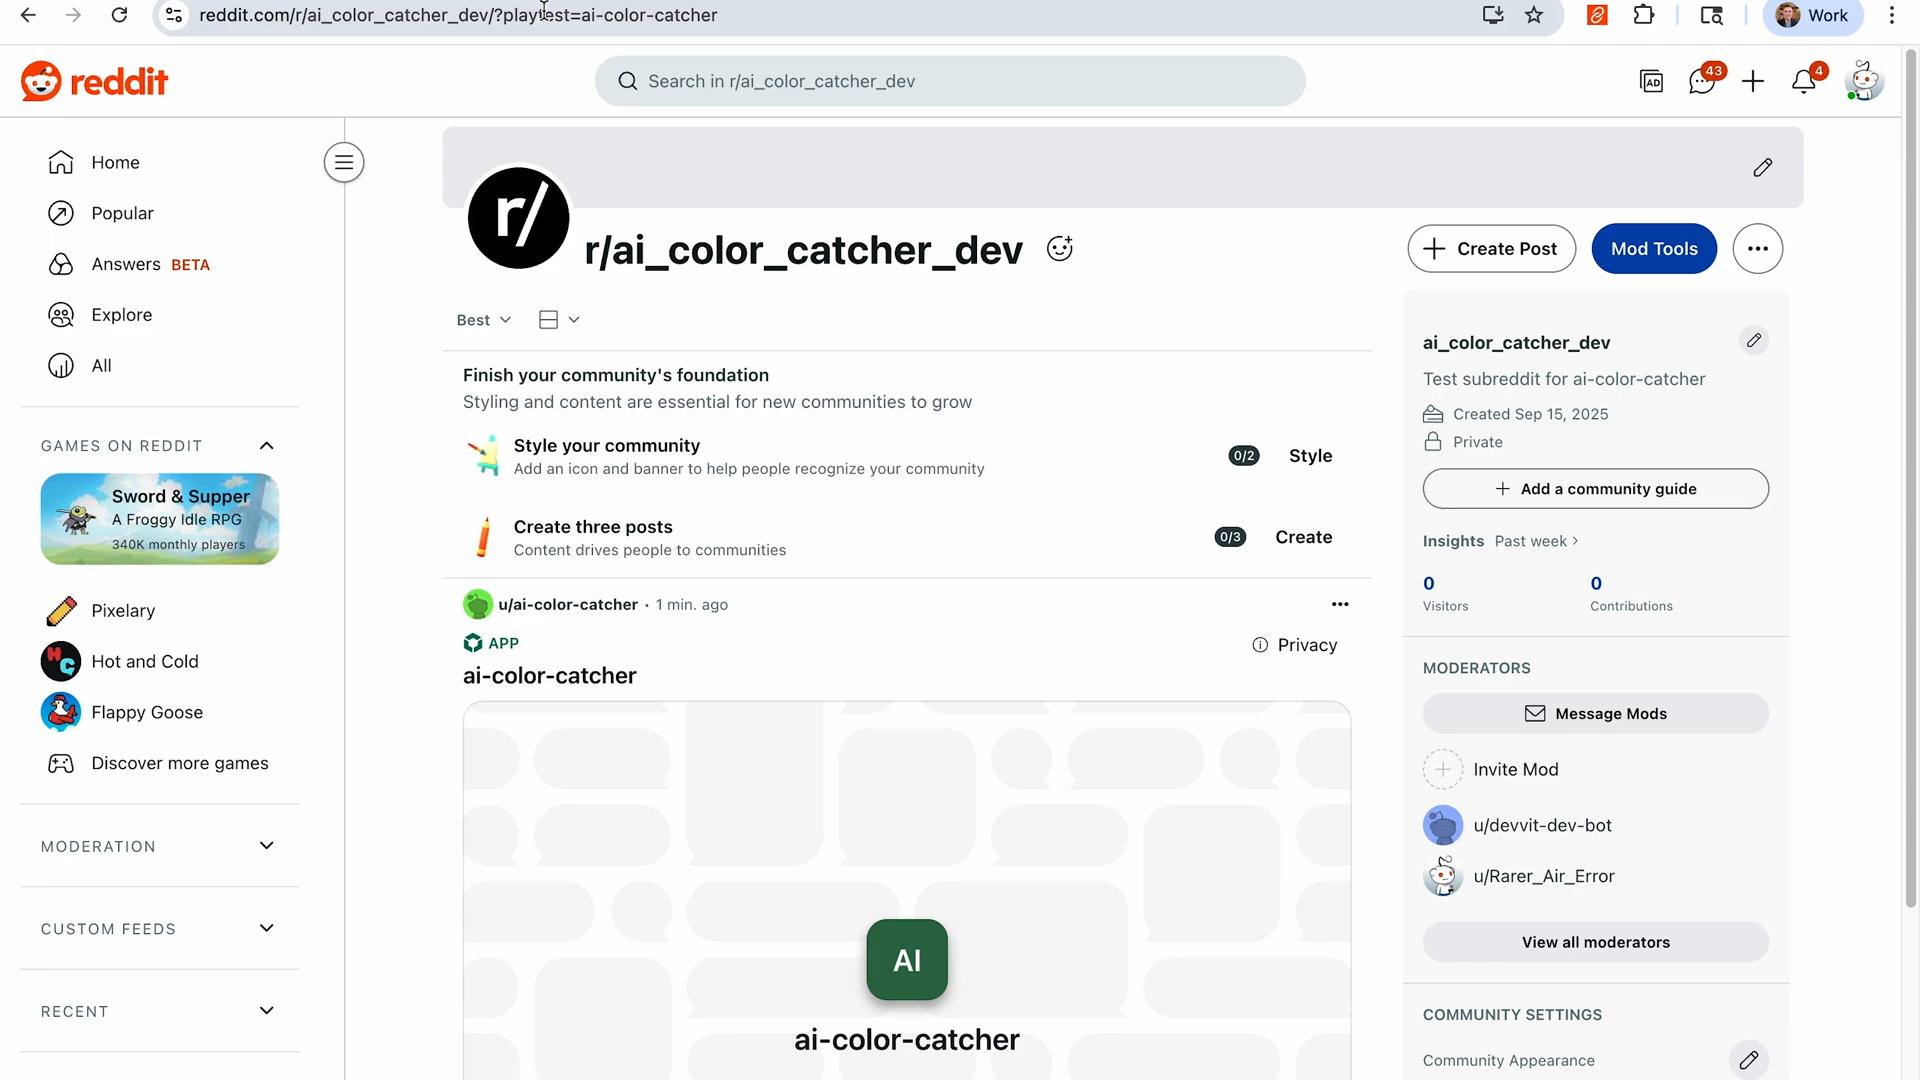 reddit.com/r/ai_color_catcher_dev/?playtest=ai-color-catcher
Work
reddit
Search in r/ai_color_catcher_dev
AD
43
4
Home
Popular
Answers BETA
Explore
All
GAMES ON REDDIT
Sword & Supper
A Froggy Idle RPG
340K monthly players
Pixelary
Hot and Cold
Flappy Goose
Discover more games
MODERATION
CUSTOM FEEDS
RECENT
r/
r/ai_color_catcher_dev
Create Post
Mod Tools
Best
Finish your community's foundation
Styling and content are essential for new communities to grow
Style your community
Add an icon and banner to help people recognize your community
0/2
Style
Create three posts
Content drives people to communities
0/3
Create
u/ai-color-catcher • 1 min. ago
APP
Privacy
ai-color-catcher
AI
ai-color-catcher
ai_color_catcher_dev
Test subreddit for ai-color-catcher
Created Sep 15, 2025
Private
Add a community guide
Insights Past week
0
Visitors
0
Contributions
MODERATORS
Message Mods
Invite Mod
u/devvit-dev-bot
u/Rarer_Air_Error
View all moderators
COMMUNITY SETTINGS
Community Appearance